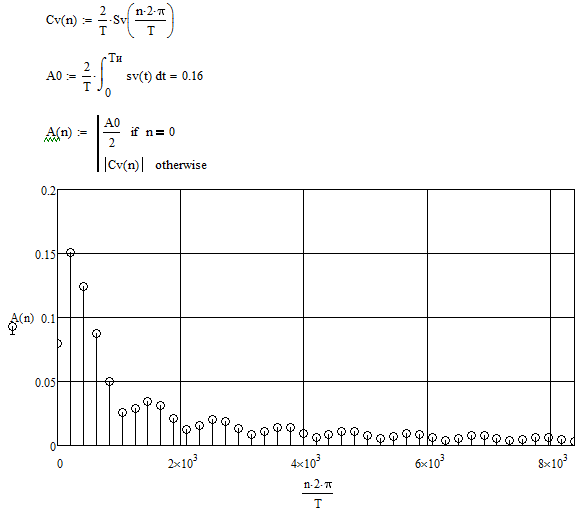 Cv(n) := 2/T · Sv(n·2·π/T)
A0 := 2/T · ∫₀^Tи sv(t) dt = 0.16
A(n) := | A0/2 if n = 0
|Cv(n)| otherwise
0.2
0.15
A(n) 0.1
0.05
0
0 2×10³ 4×10³ 6×10³ 8×10³
n·2·π/T